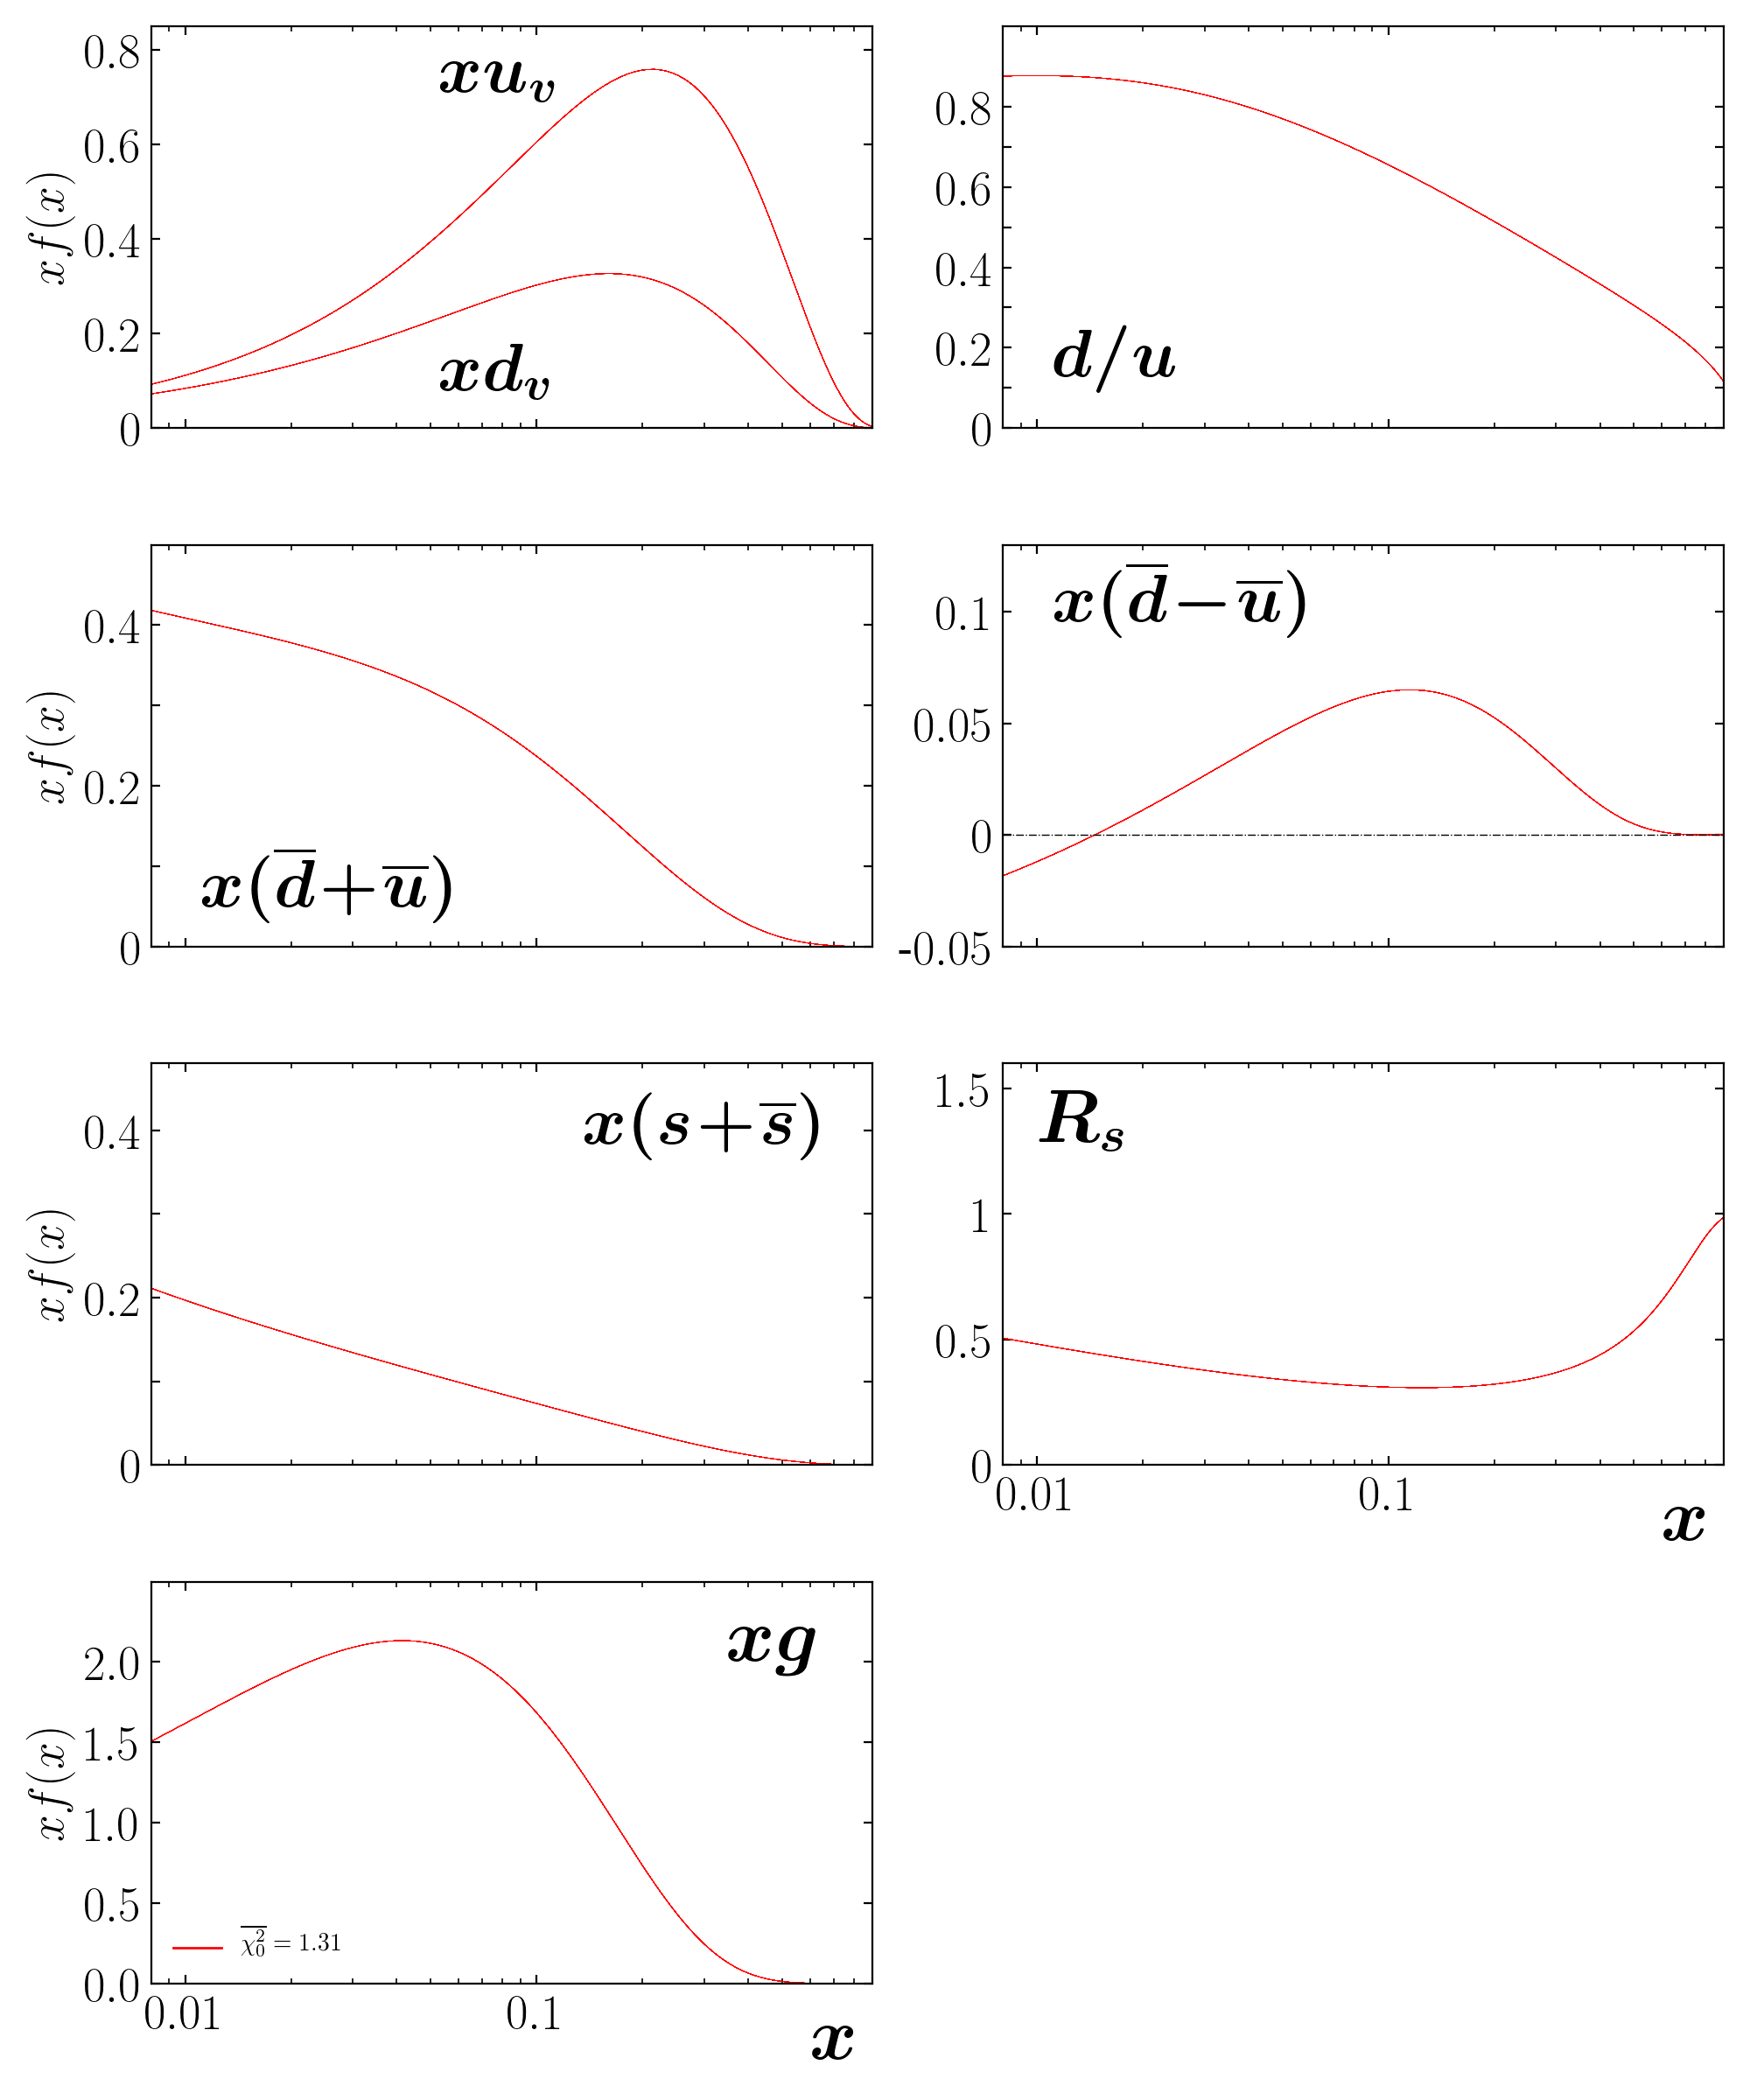 0.8
0.6
0.4
0.2
0
xf(x)
xu_v
xd_v
0.8
0.6
0.4
0.2
0
d/u
0.4
0.2
0
xf(x)
x(d̅+u̅)
0.1
0.05
0
-0.05
x(d̅−u̅)
0.4
0.2
0
xf(x)
x(s+s̅)
1.5
1
0.5
0
R_s
0.01 0.1
x
2.0
1.5
1.0
0.5
0.0
xf(x)
xg
χ̅₀² = 1.31
0.01 0.1
x